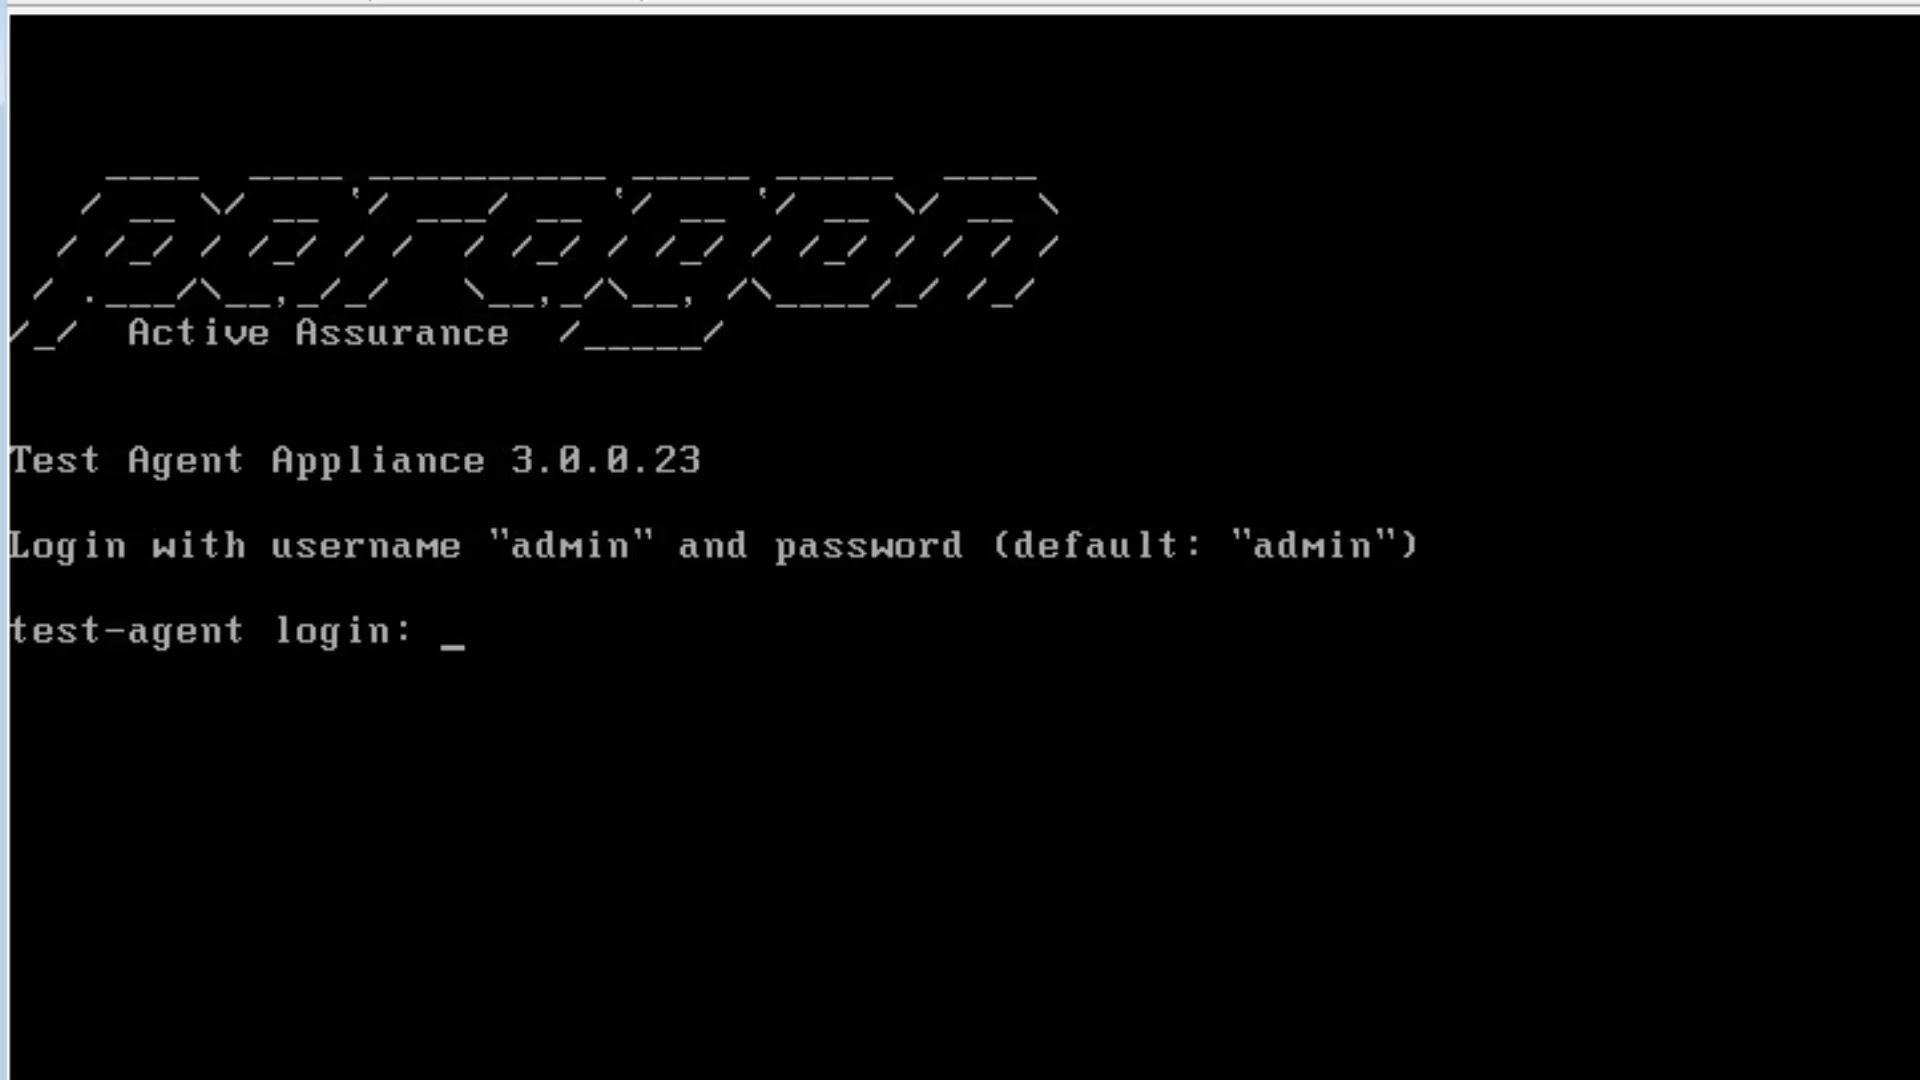 paragon
Active Assurance
Test Agent Appliance 3.0.0.23
Login with username "admin" and password (default: "admin")
test-agent login: _